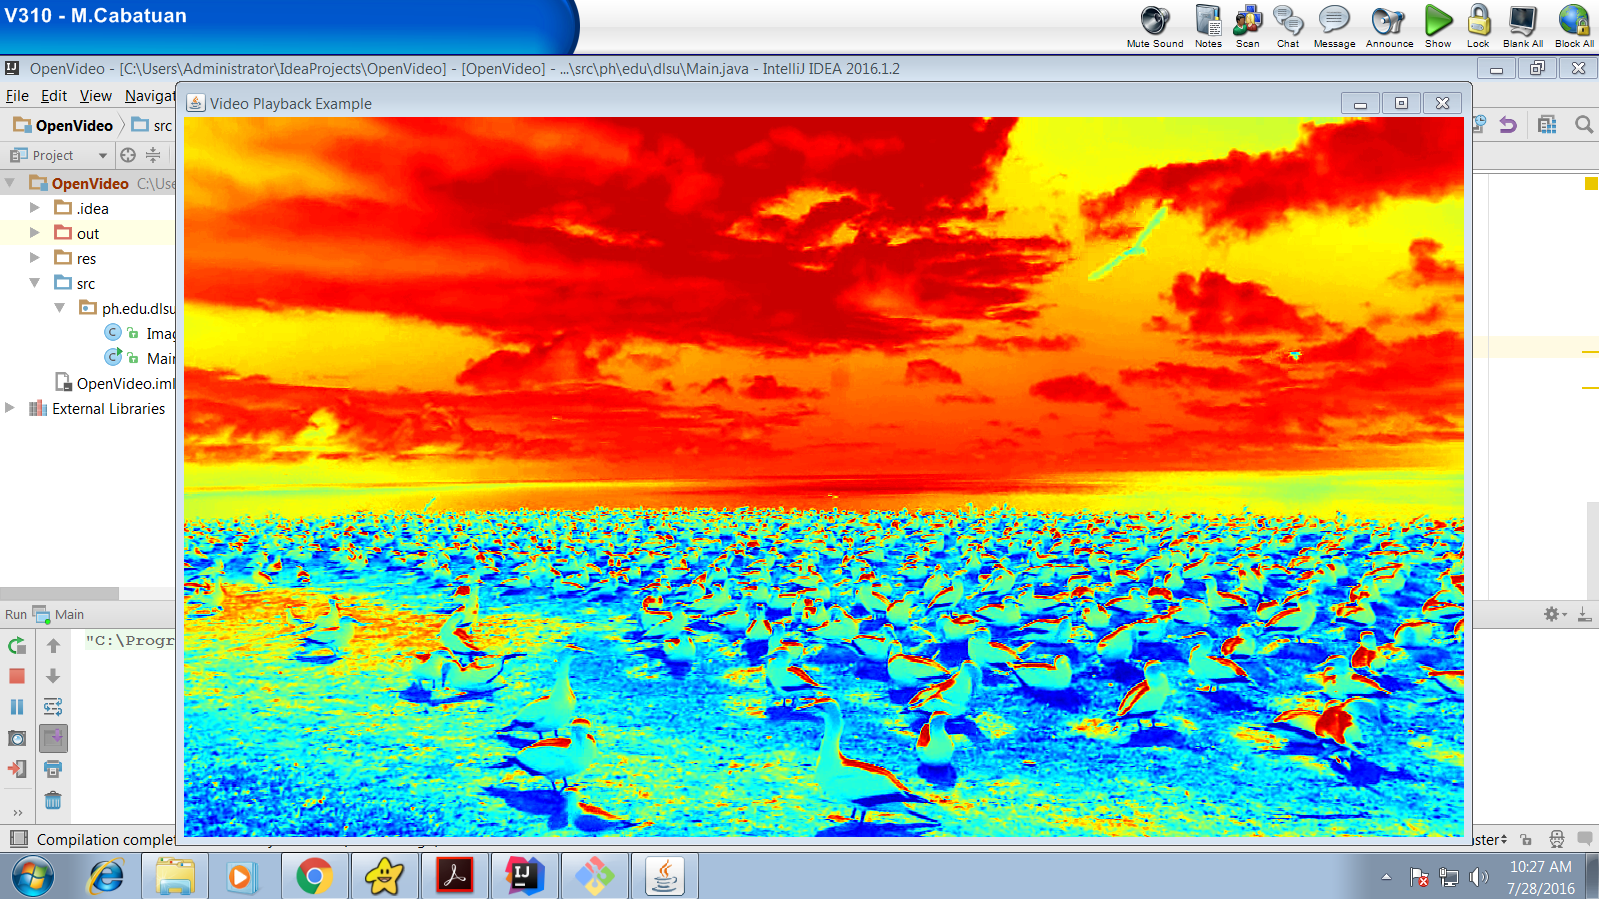 V310 - M.Cabatuan
Mute Sound Notes Scan Chat Message Announce Show Lock Blank All Block All
OpenVideo - [C:\Users\Administrator\IdeaProjects\OpenVideo] - [OpenVideo] - ...\src\ph\edu\dlsu\Main.java - IntelliJ IDEA 2016.1.2
File Edit View Navigat
Video Playback Example
OpenVideo src
Project
OpenVideo C:\Use
.idea
out
res
src
ph.edu.dlsu
Imag
Main
OpenVideo.iml
External Libraries
Run Main
"C:\Progr
Compilation complet
ster
10:27 AM
7/28/2016